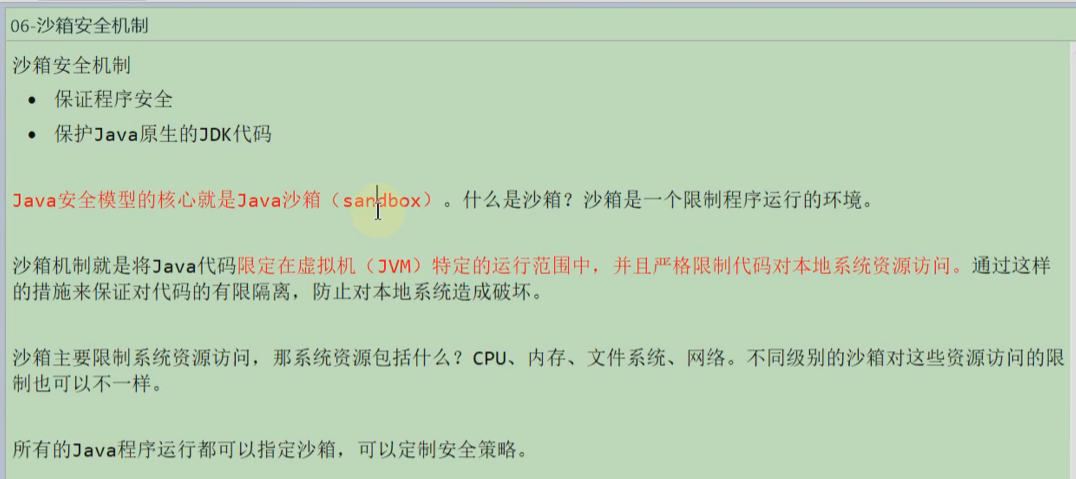 06-沙箱安全机制
沙箱安全机制
• 保证程序安全
• 保护Java原生的JDK代码
Java安全模型的核心就是Java沙箱（sandbox）。什么是沙箱？沙箱是一个限制程序运行的环境。
沙箱机制就是将Java代码限定在虚拟机（JVM）特定的运行范围中，并且严格限制代码对本地系统资源访问。通过这样
的措施来保证对代码的有限隔离，防止对本地系统造成破坏。
沙箱主要限制系统资源访问，那系统资源包括什么？CPU、内存、文件系统、网络。不同级别的沙箱对这些资源访问的限
制也可以不一样。
所有的Java程序运行都可以指定沙箱，可以定制安全策略。